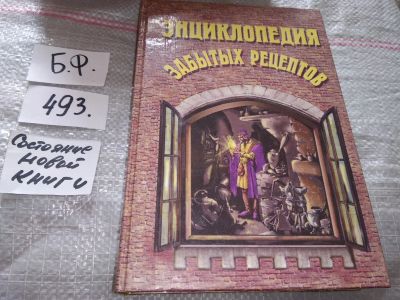 Б.Ф.
493.
Состояние
новой
книги
ЭНЦИКЛОПЕДИЯ
ЗАБЫТЫХ РЕЦЕПТОВ